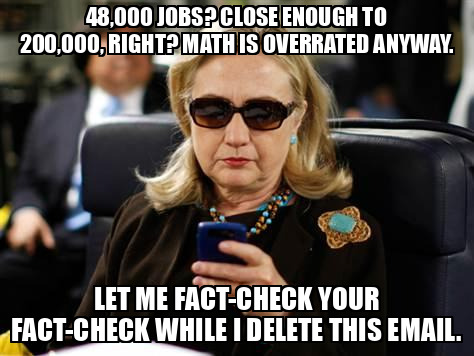 48,000 JOBS? CLOSE ENOUGH TO
200,000, RIGHT? MATH IS OVERRATED ANYWAY.
LET ME FACT-CHECK YOUR
FACT-CHECK WHILE I DELETE THIS EMAIL.